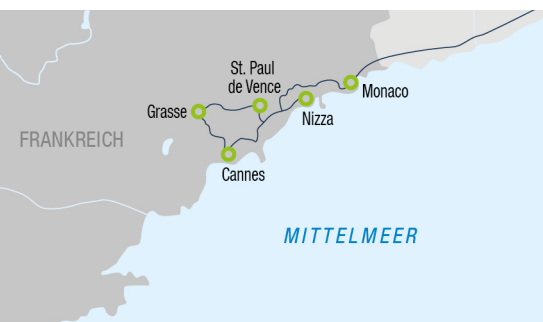 St. Paul
de Vence
Monaco
Grasse
Nizza
FRANKREICH
Cannes
MITTELMEER